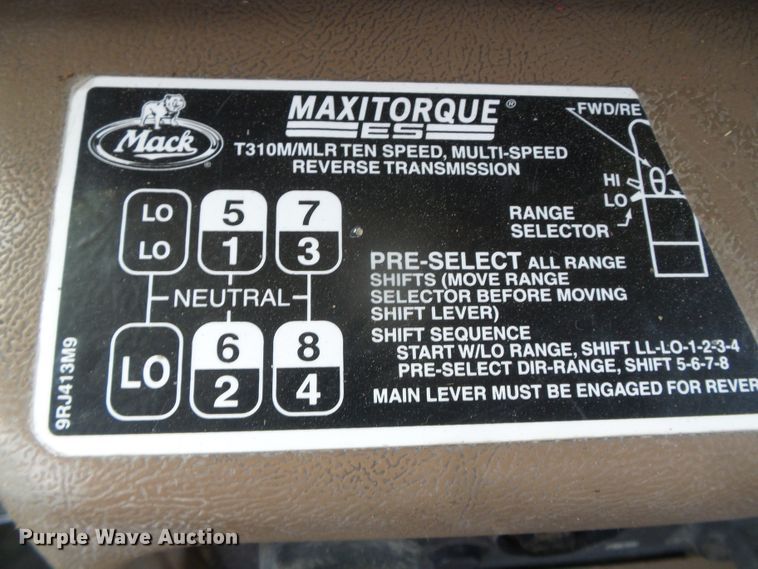 Mack
MAXITORQUE®
ES
T310M/MLR TEN SPEED, MULTI-SPEED
REVERSE TRANSMISSION
FWD/RE
HI
LO
RANGE
SELECTOR
LO 5 7
LO 1 3
NEUTRAL
LO 6 8
2 4
PRE-SELECT ALL RANGE
SHIFTS (MOVE RANGE
SELECTOR BEFORE MOVING
SHIFT LEVER)
SHIFT SEQUENCE
START W/LO RANGE, SHIFT LL-LO-1-2-3-4
PRE-SELECT DIR-RANGE, SHIFT 5-6-7-8
MAIN LEVER MUST BE ENGAGED FOR REVER
9RJ413M9
Purple Wave Auction